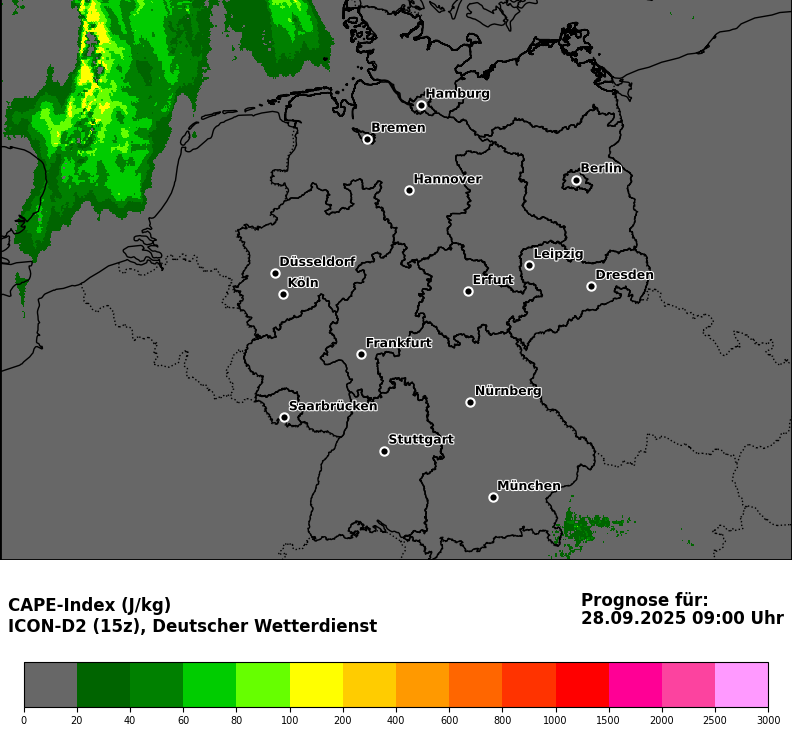 Hamburg
Bremen
Berlin
Hannover
Leipzig
Düsseldorf
Dresden
Köln
Erfurt
Frankfurt
Nürnberg
Saarbrücken
Stuttgart
München
CAPE-Index (J/kg)
ICON-D2 (15z), Deutscher Wetterdienst
Prognose für:
28.09.2025 09:00 Uhr
0 20 40 60 80 100 200 400 600 800 1000 1500 2000 2500 3000